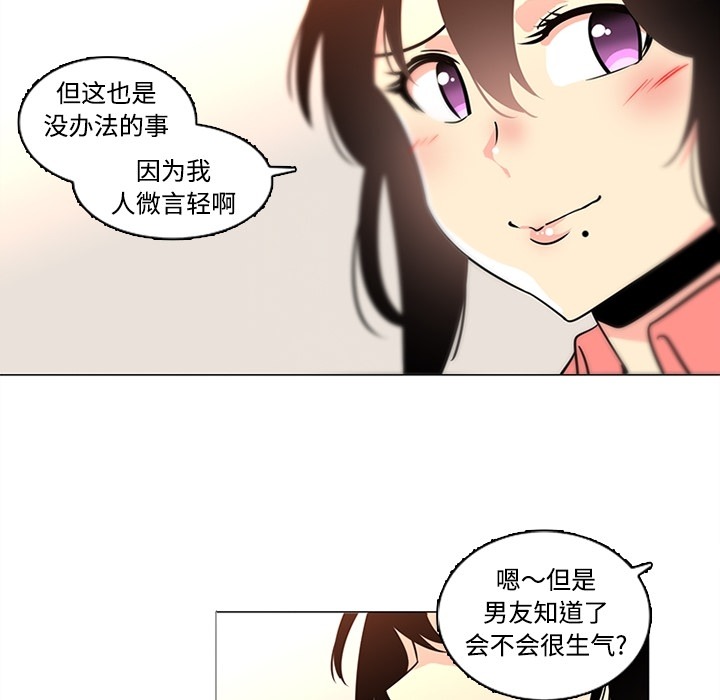 但这也是
没办法的事
因为我
人微言轻啊
嗯～但是
男友知道了
会不会很生气?